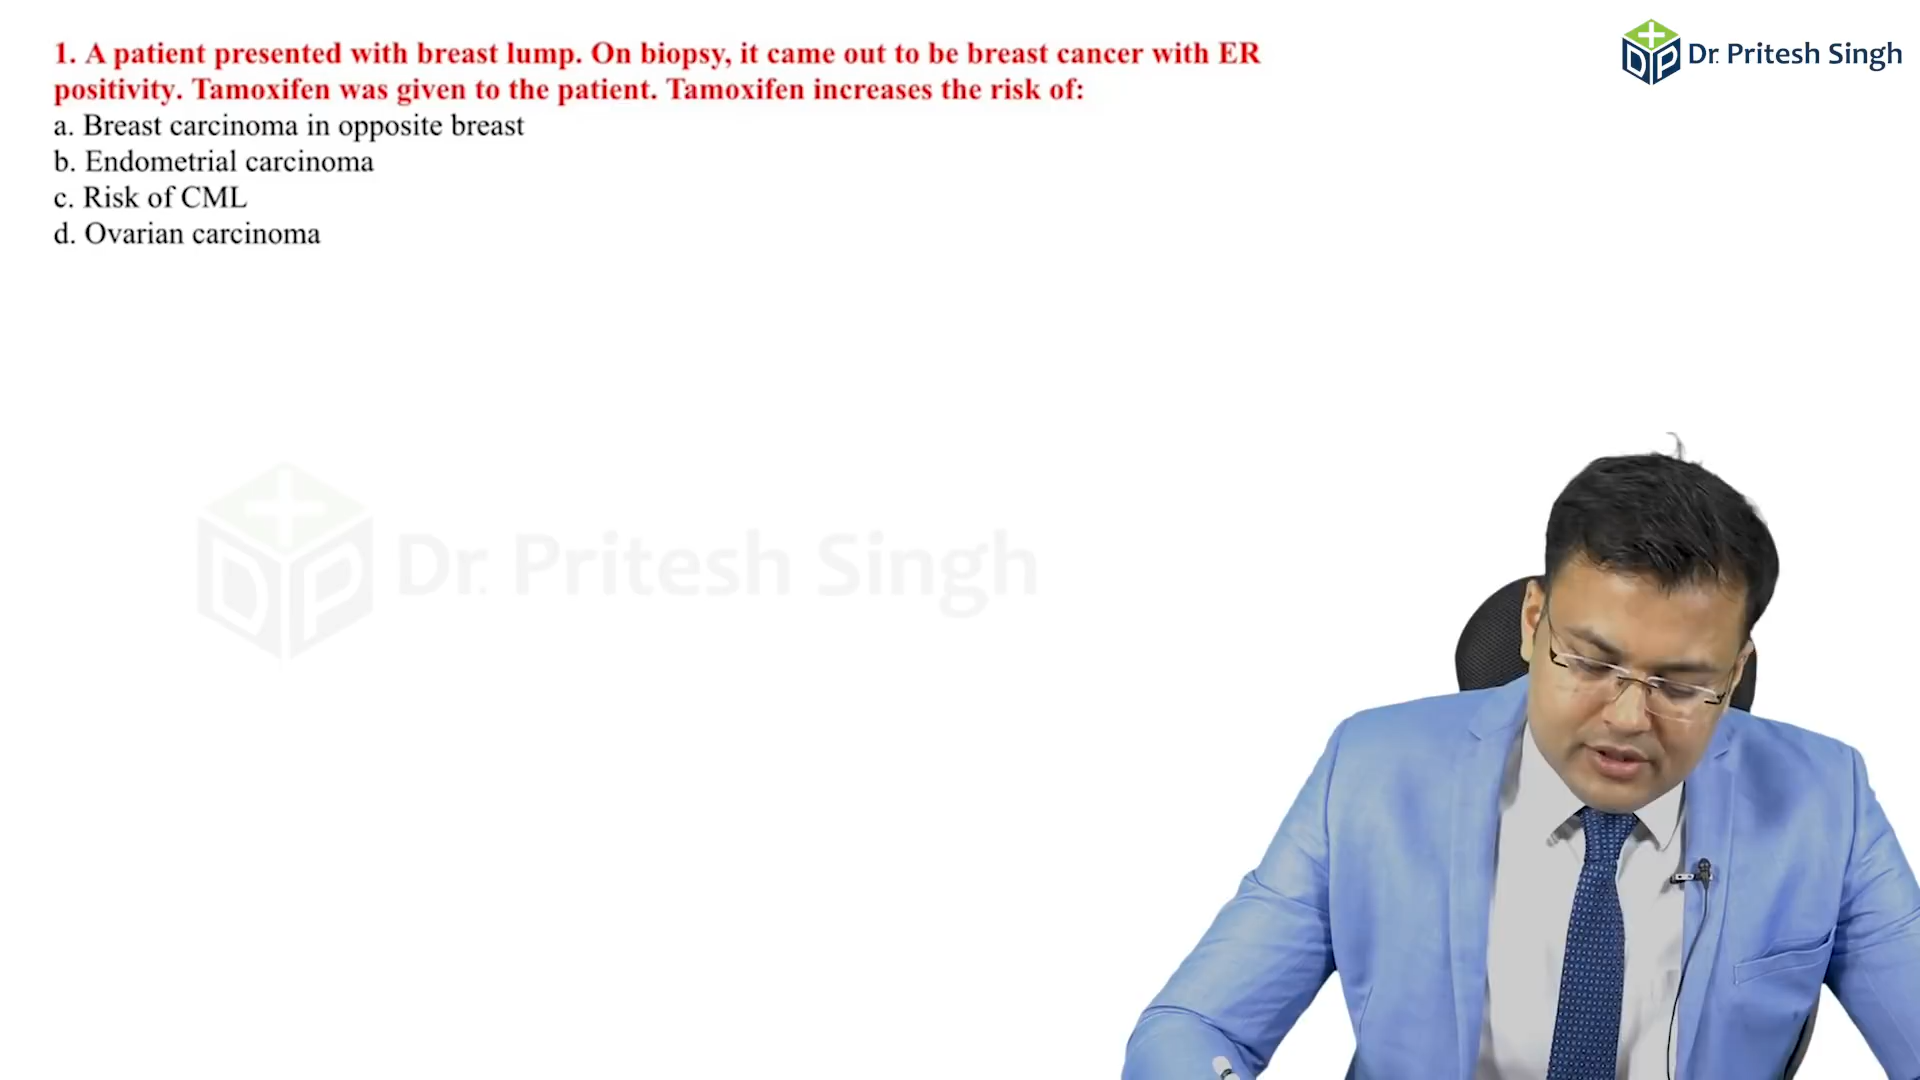 1. A patient presented with breast lump. On biopsy, it came out to be breast cancer with ER
positivity. Tamoxifen was given to the patient. Tamoxifen increases the risk of:
a. Breast carcinoma in opposite breast
b. Endometrial carcinoma
c. Risk of CML
d. Ovarian carcinoma
DP Dr. Pritesh Singh
DP Dr. Pritesh Singh